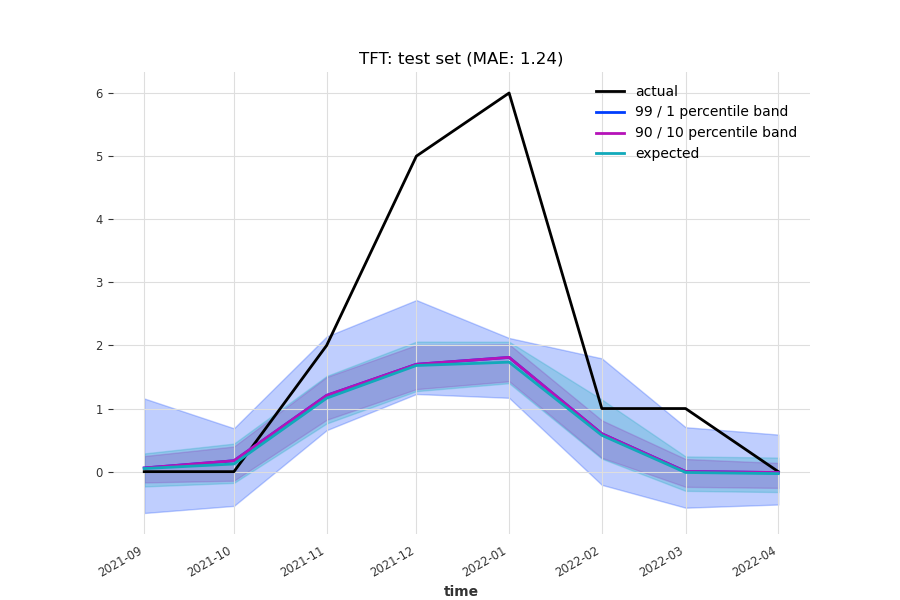 TFT: test set (MAE: 1.24)
actual
99 / 1 percentile band
90 / 10 percentile band
expected
6
5
4
3
2
1
0
2021-09
2021-10
2021-11
2021-12
2022-01
2022-02
2022-03
2022-04
time